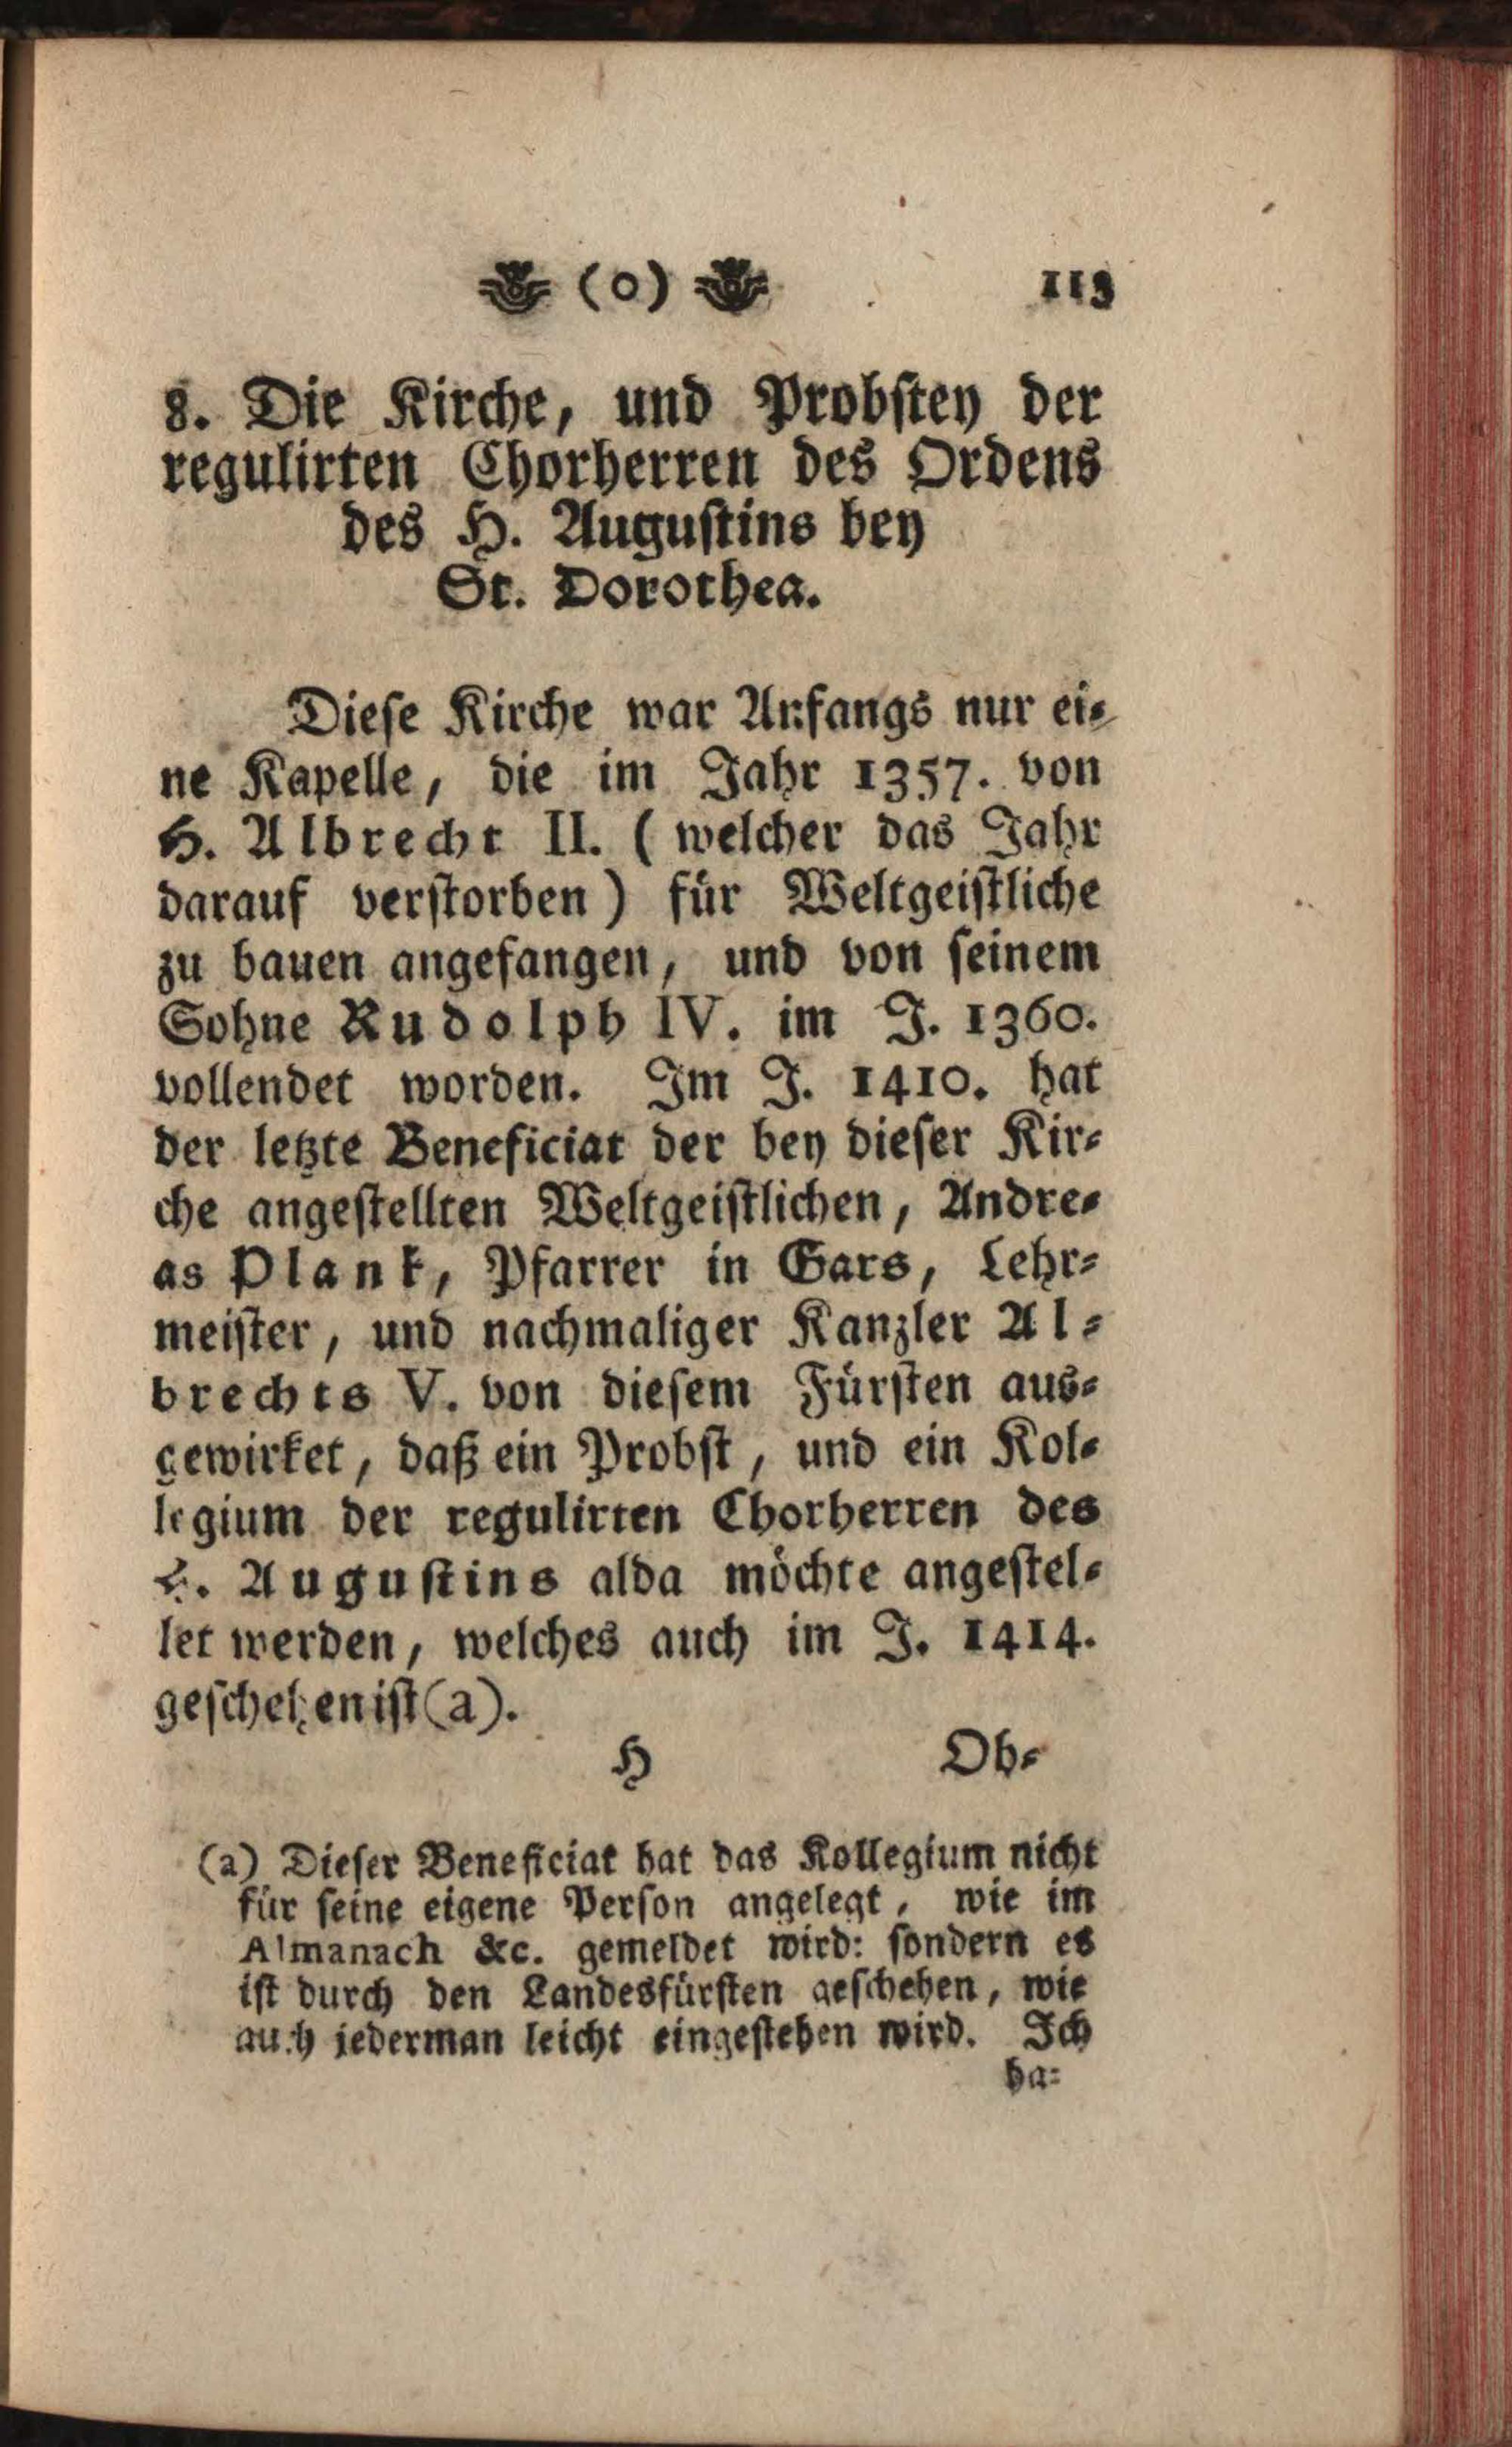 (o) 113
8. Die Kirche, und Probstey der
regulirten Chorherren des Ordens
des H. Augustins bey
St. Dorothea.
Diese Kirche war Anfangs nur ei-
ne Kapelle, die im Jahr 1357. von
H. Albrecht II. (welcher das Jahr
darauf verstorben) für Weltgeistliche
zu bauen angefangen, und von seinem
Sohne Rudolph IV. im J. 1360.
vollendet worden. Im J. 1410. hat
der letzte Beneficiat der bey dieser Kir-
che angestellten Weltgeistlichen, Andre-
as Plank, Pfarrer in Gars, Lehr-
meister, und nachmaliger Kanzler Al-
brechts V. von diesem Fürsten aus-
gewirket, daß ein Probst, und ein Kol-
legium der regulirten Chorherren des
H. Augustins alda möchte angestel-
let werden, welches auch im J. 1414.
geschehen ist (a).
H Ob-
(a) Dieser Beneficiat hat das Kollegium nicht
für seine eigene Person angelegt, wie im
Almanach &c. gemeldet wird: sondern es
ist durch den Landesfürsten geschehen, wie
auch jederman leicht eingestehen wird. Ich
ha-